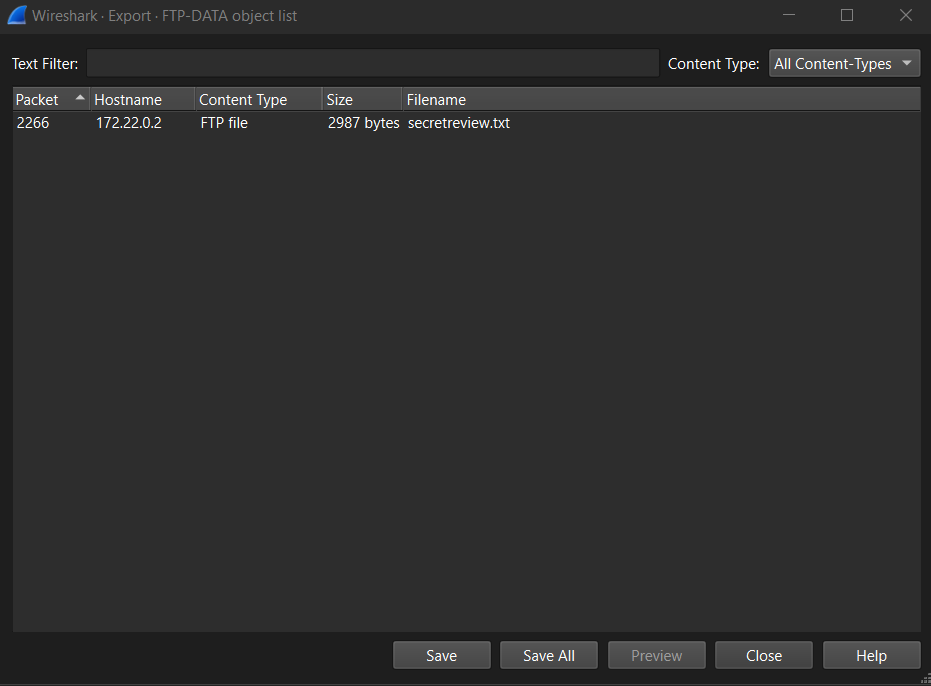 Wireshark · Export · FTP-DATA object list
Text Filter: Content Type: All Content-Types
Packet Hostname Content Type Size Filename
2266 172.22.0.2 FTP file 2987 bytes secretreview.txt
Save Save All Preview Close Help